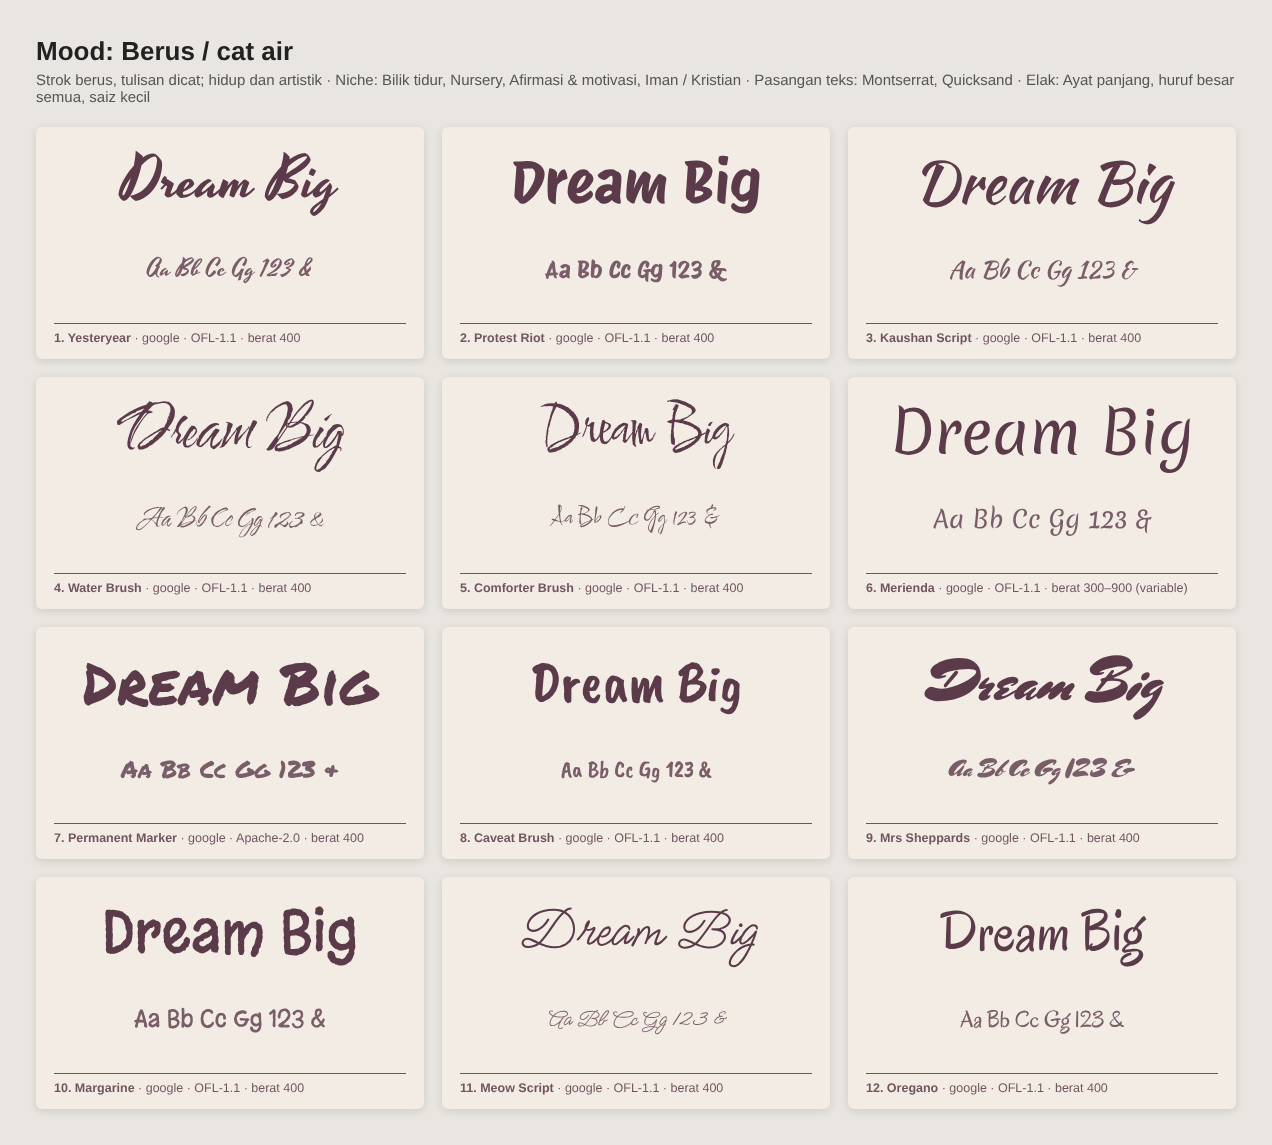 Mood: Berus / cat air
Strok berus, tulisan dicat; hidup dan artistik · Niche: Bilik tidur, Nursery, Afirmasi & motivasi, Iman / Kristian · Pasangan teks: Montserrat, Quicksand · Elak: Ayat panjang, huruf besar
semua, saiz kecil
Dream Big
Aa Bb Cc Gg 123 &
1. Yesteryear · google · OFL-1.1 · berat 400
Dream Big
Aa Bb Cc Gg 123 &
2. Protest Riot · google · OFL-1.1 · berat 400
Dream Big
Aa Bb Cc Gg 123 &
3. Kaushan Script · google · OFL-1.1 · berat 400
Dream Big
Aa Bb Cc Gg 123 &
4. Water Brush · google · OFL-1.1 · berat 400
Dream Big
Aa Bb Cc Gg 123 &
5. Comforter Brush · google · OFL-1.1 · berat 400
Dream Big
Aa Bb Cc Gg 123 &
6. Merienda · google · OFL-1.1 · berat 300–900 (variable)
Dream Big
Aa Bb Cc Gg 123 &
7. Permanent Marker · google · Apache-2.0 · berat 400
Dream Big
Aa Bb Cc Gg 123 &
8. Caveat Brush · google · OFL-1.1 · berat 400
Dream Big
Aa Bb Cc Gg 123 &
9. Mrs Sheppards · google · OFL-1.1 · berat 400
Dream Big
Aa Bb Cc Gg 123 &
10. Margarine · google · OFL-1.1 · berat 400
Dream Big
Aa Bb Cc Gg 123 &
11. Meow Script · google · OFL-1.1 · berat 400
Dream Big
Aa Bb Cc Gg 123 &
12. Oregano · google · OFL-1.1 · berat 400